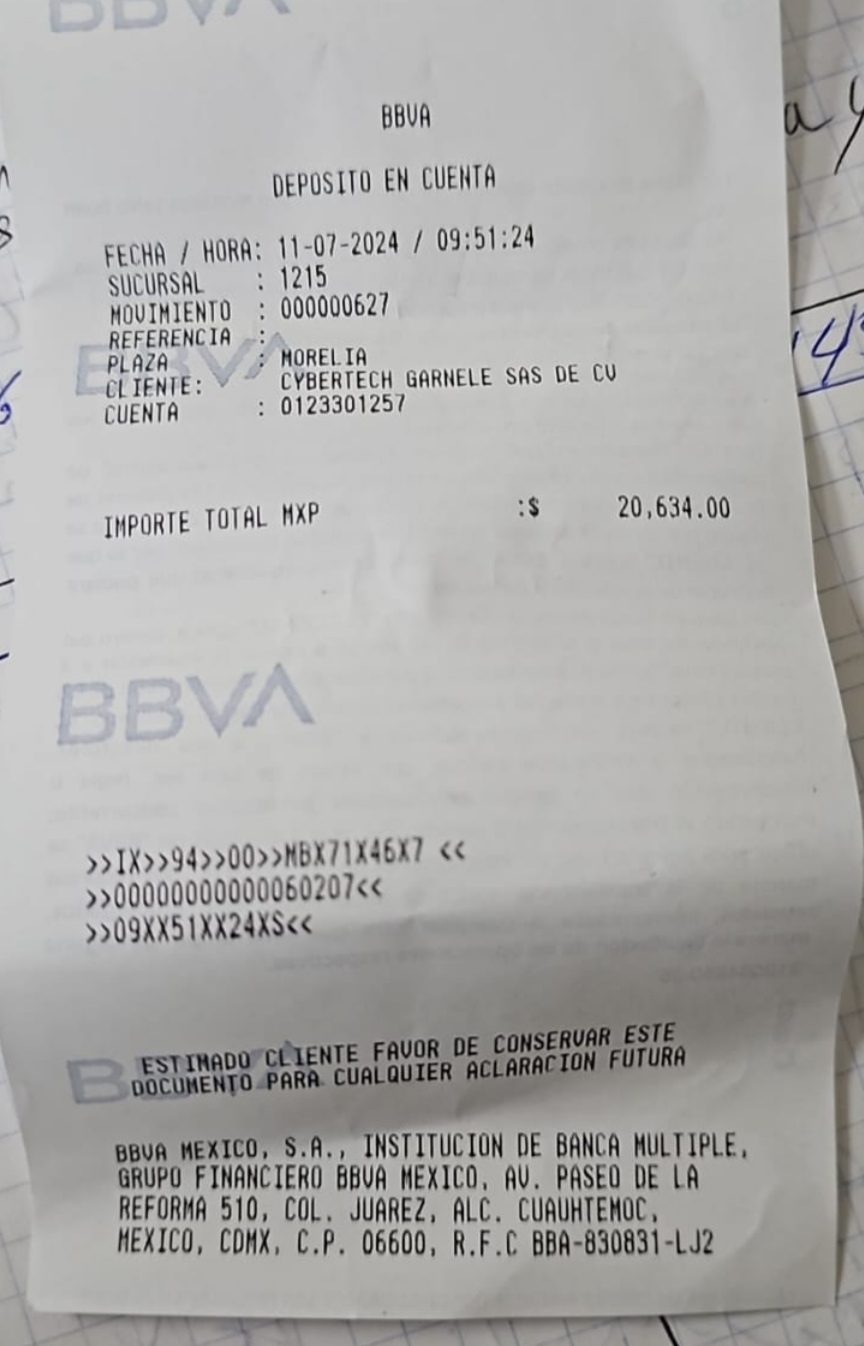 BBVA
BBVA
DEPOSITO EN CUENTA
FECHA / HORA: 11-07-2024 / 09:51:24
SUCURSAL : 1215
MOVIMIENTO : 000000627
REFERENCIA :
BBVA
PLAZA : MORELIA
CLIENTE: CYBERTECH GARNELE SAS DE CV
CUENTA : 0123301257
IMPORTE TOTAL MXP :$ 20,634.00
BBVA
>>IX>>94>>00>>MBX71X46X7 <<
>>00000000000060207<<
>>09XX51XX24XS<<
BBVA
ESTIMADO CLIENTE FAVOR DE CONSERVAR ESTE
DOCUMENTO PARA CUALQUIER ACLARACION FUTURA
BBVA MEXICO, S.A., INSTITUCION DE BANCA MULTIPLE,
GRUPO FINANCIERO BBVA MEXICO, AV. PASEO DE LA
REFORMA 510, COL. JUAREZ, ALC. CUAUHTEMOC,
MEXICO, CDMX, C.P. 06600, R.F.C BBA-830831-LJ2